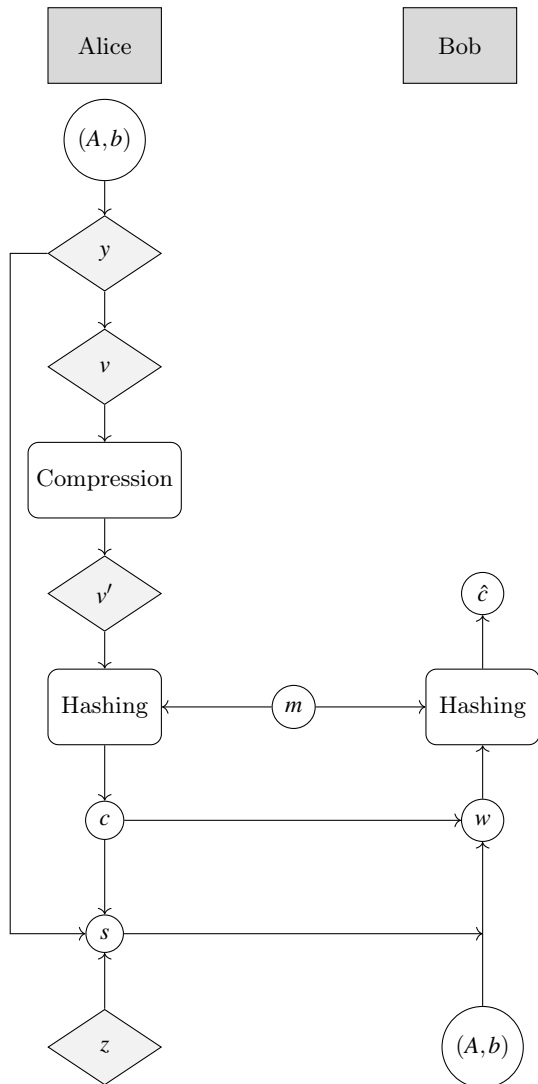 Alice
Bob
(A, b)
y
v
Compression
v′
ĉ
Hashing
m
Hashing
c
w
s
z
(A, b)